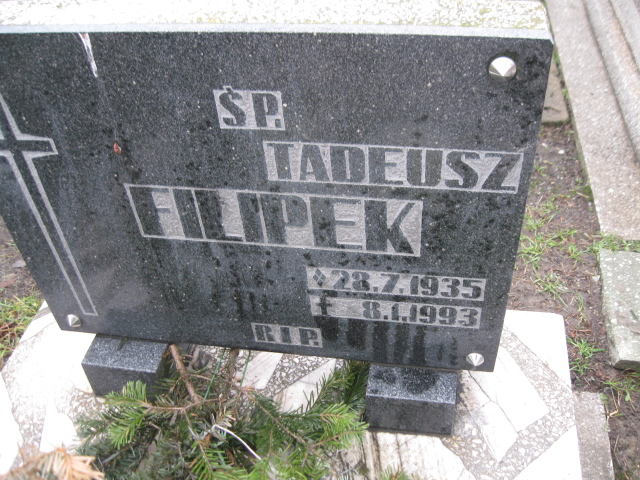 ŚP.
TADEUSZ
FILIPEK
28.7.1935
8.1.1993
R.I.P.